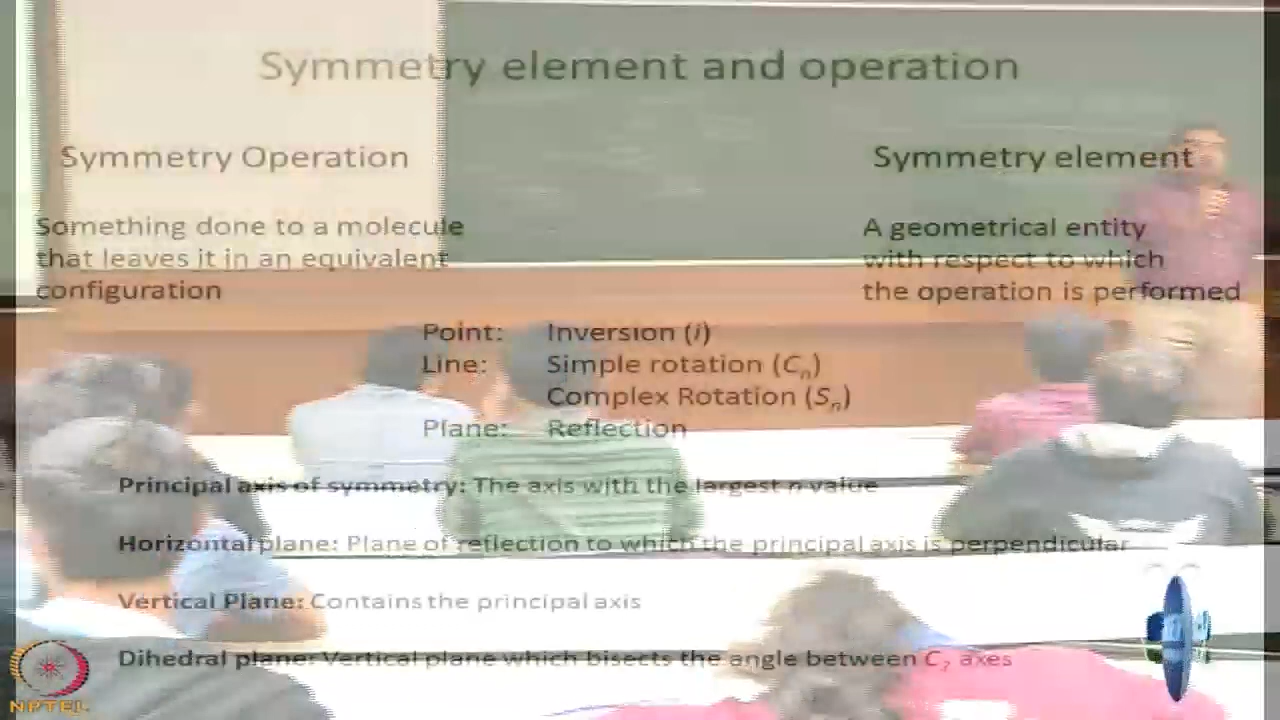 Symmetry element and operation
Symmetry Operation
Symmetry element
Something done to a molecule
that leaves it in an equivalent
configuration
A geometrical entity
with respect to which
the operation is performed
Point: Inversion (i)
Line: Simple rotation (Cn)
Complex Rotation (Sn)
Plane: Reflection
Principal axis of symmetry: The axis with the largest n value
Horizontal plane: Plane of reflection to which the principal axis is perpendicular
Vertical Plane: Contains the principal axis
Dihedral plane: Vertical plane which bisects the angle between C2 axes
NPTEL